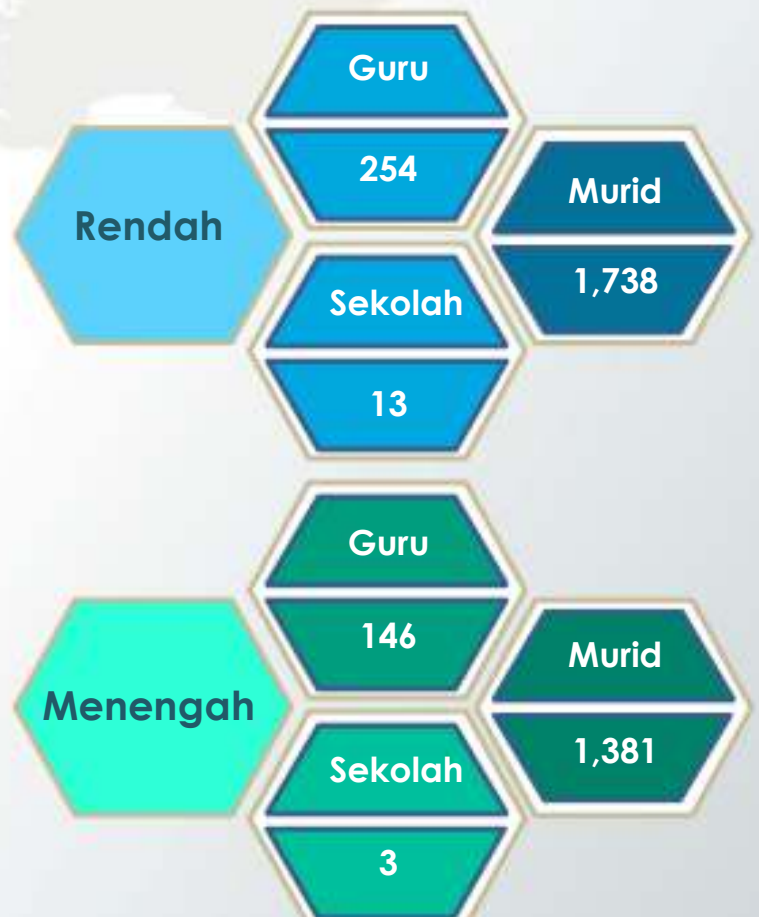 Rendah
Guru
254
Murid
1,738
Sekolah
13
Menengah
Guru
146
Murid
1,381
Sekolah
3